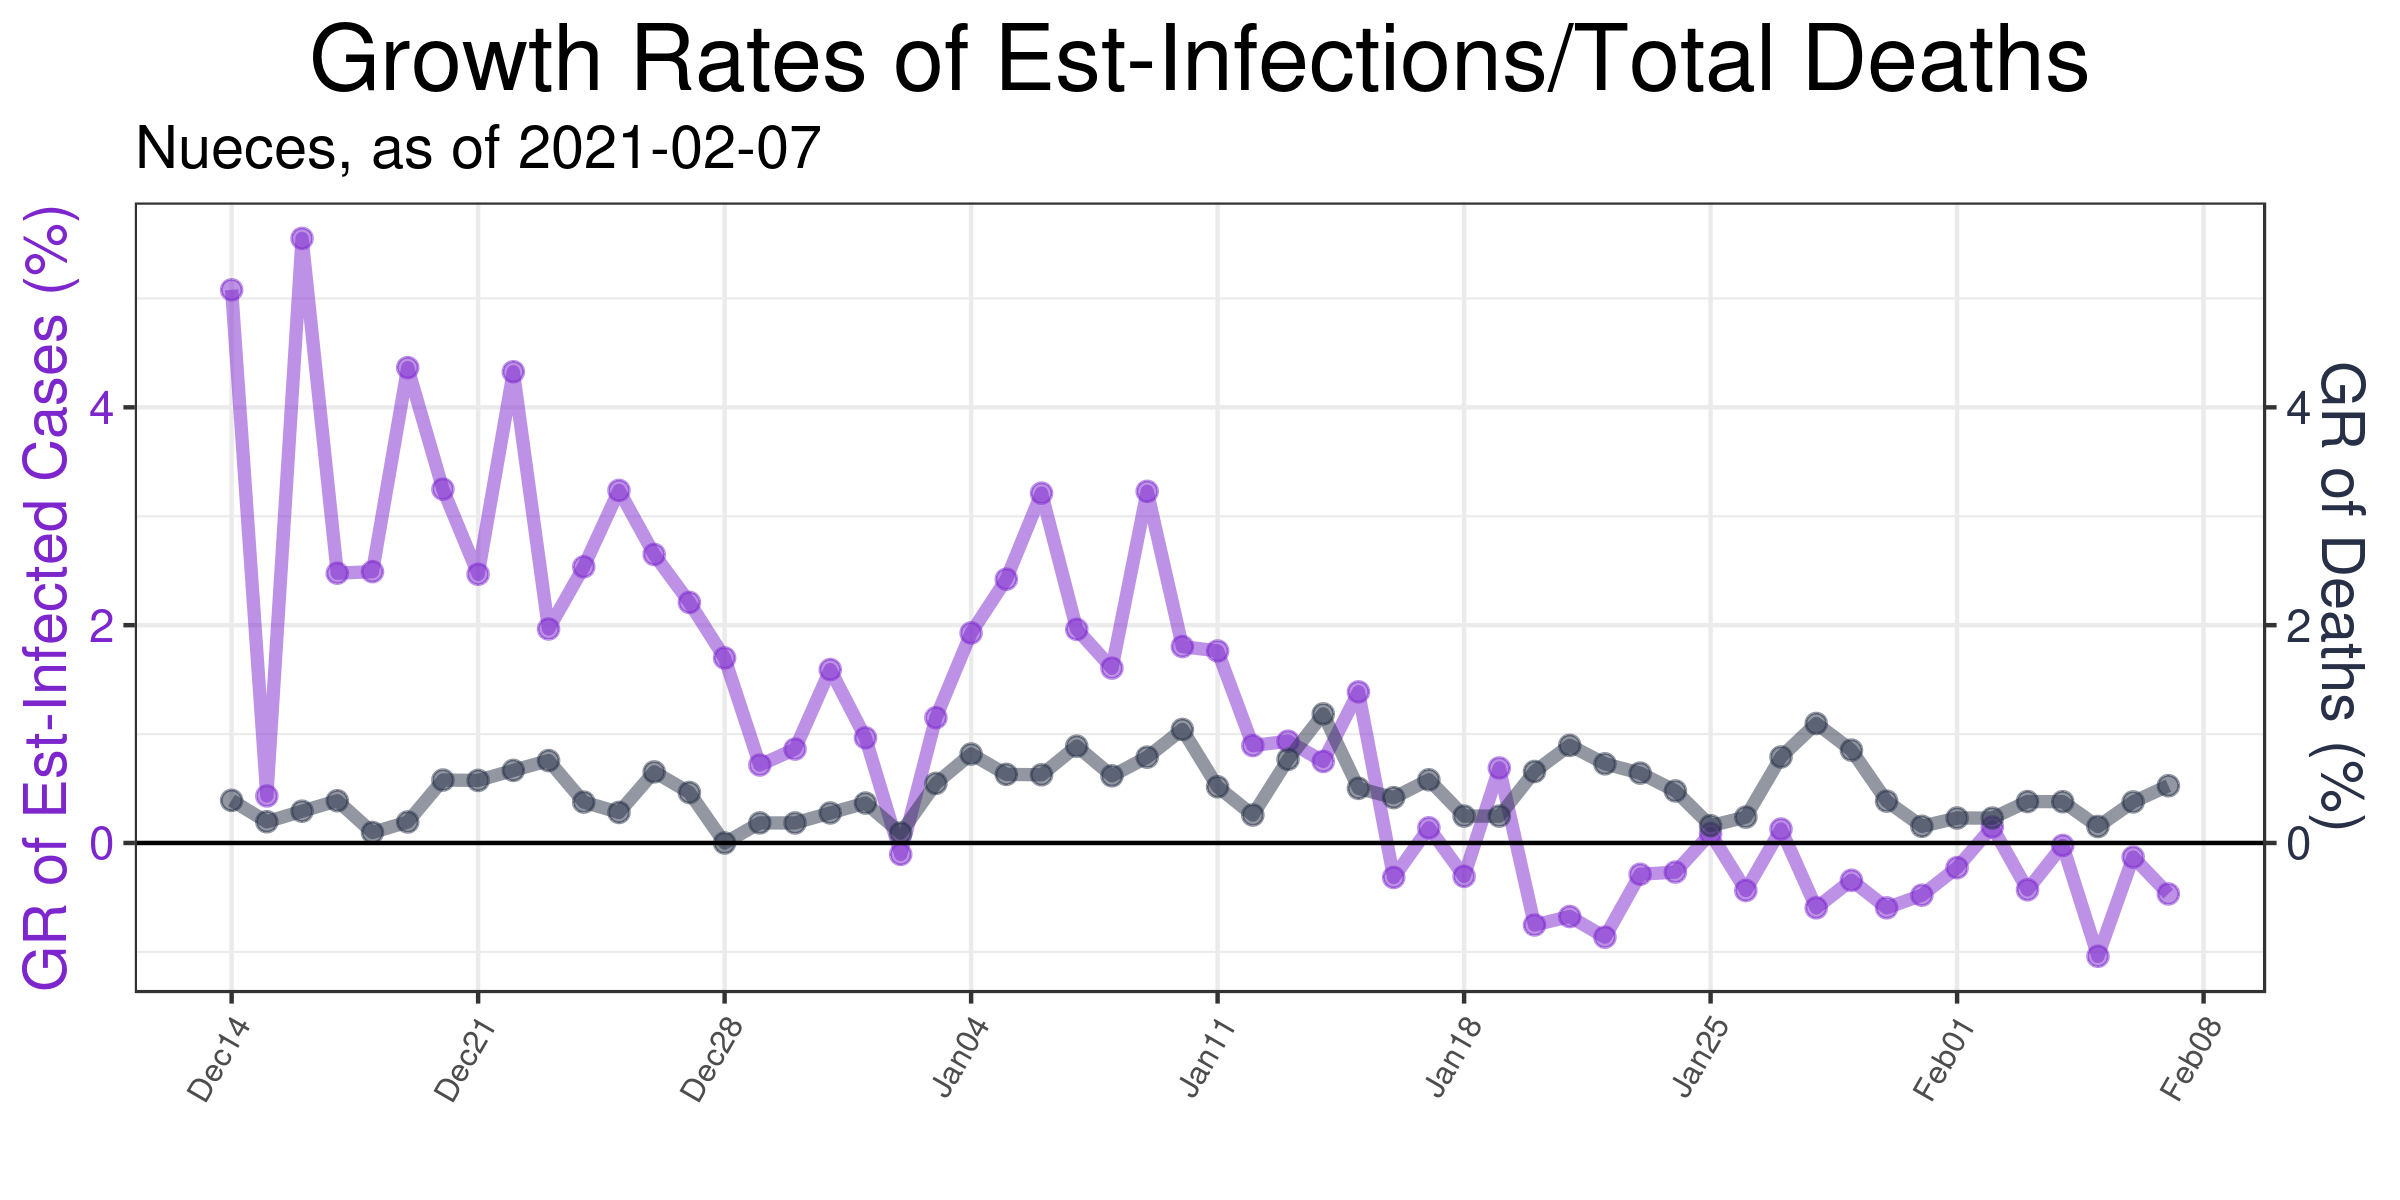 Growth Rates of Est-Infections/Total Deaths
Nueces, as of 2021-02-07
GR of Est-Infected Cases (%)
4
2
0
GR of Deaths (%)
4
2
0
Dec14
Dec21
Dec28
Jan04
Jan11
Jan18
Jan25
Feb01
Feb08